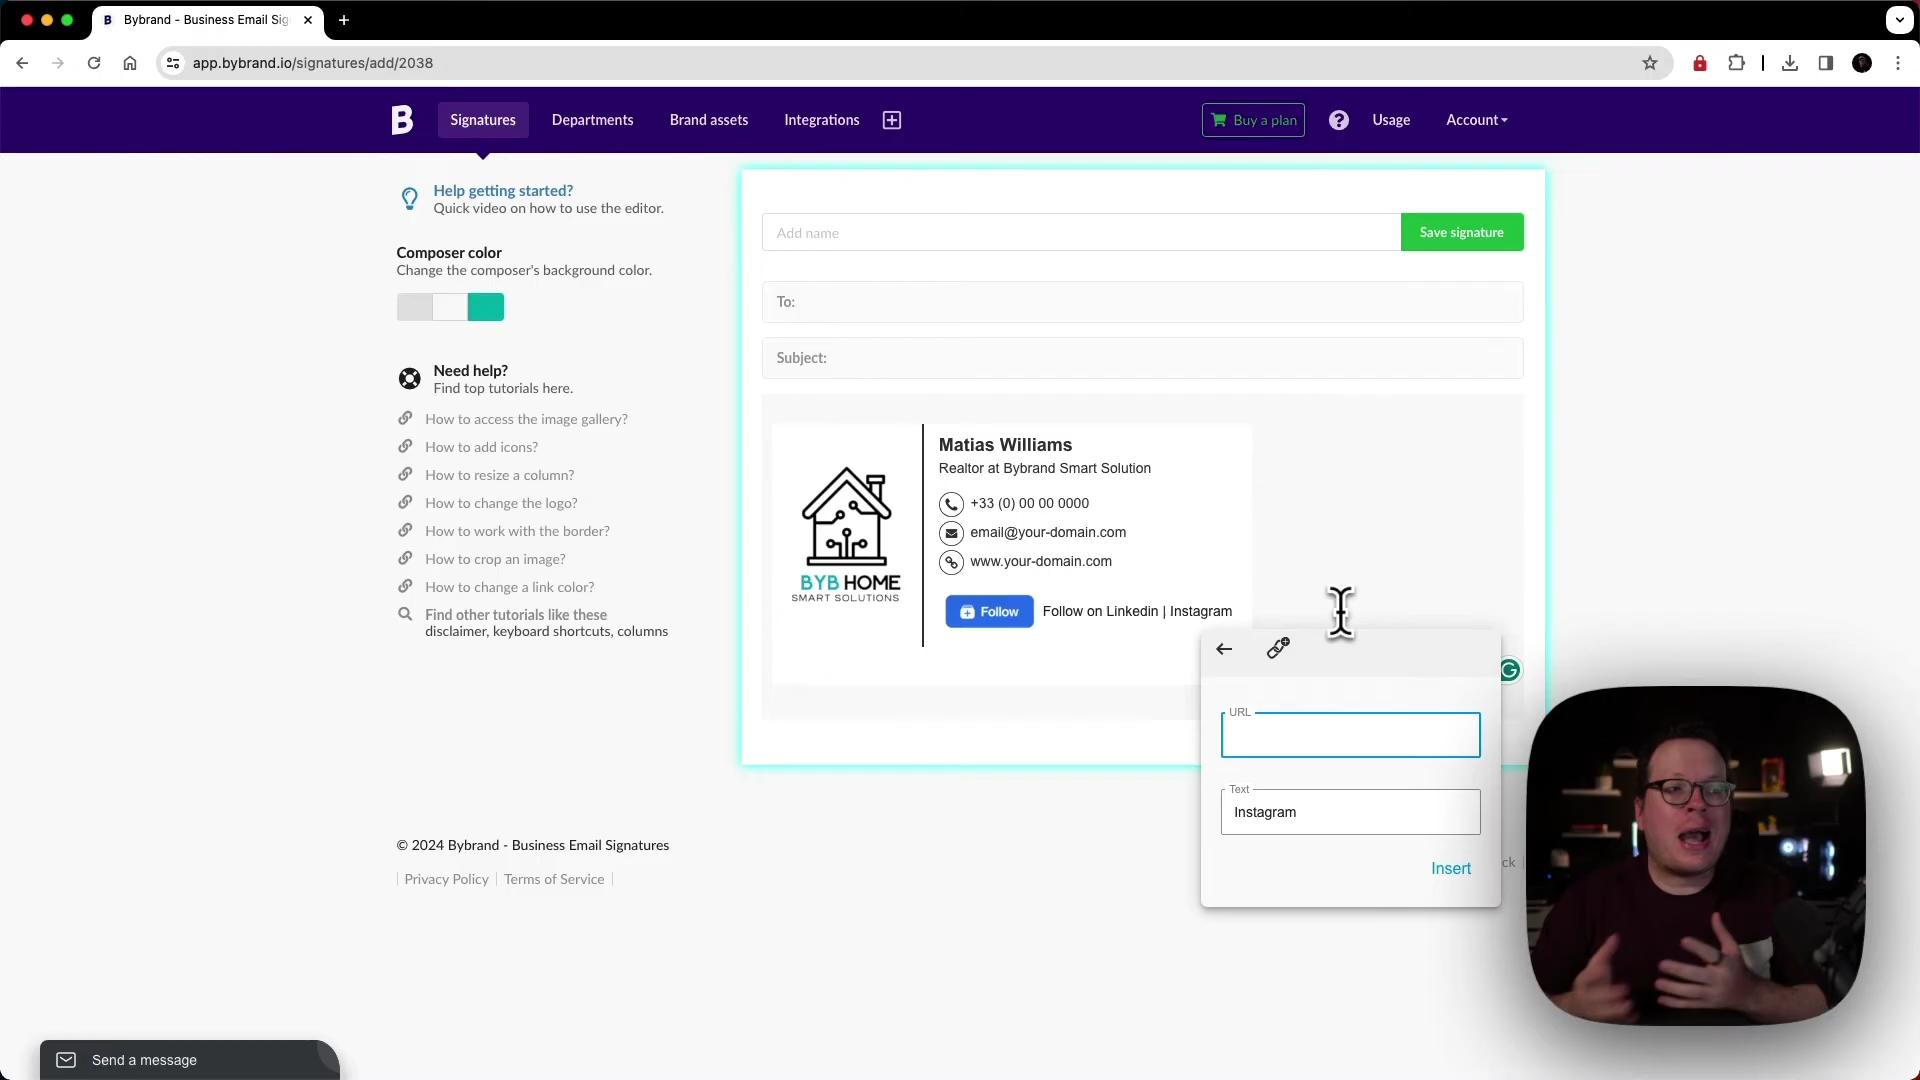 Bybrand - Business Email Sig
app.bybrand.io/signatures/add/2038
B Signatures Departments Brand assets Integrations Buy a plan Usage Account
Help getting started?
Quick video on how to use the editor.
Composer color
Change the composer's background color.
Need help?
Find top tutorials here.
How to access the image gallery?
How to add icons?
How to resize a column?
How to change the logo?
How to work with the border?
How to crop an image?
How to change a link color?
Find other tutorials like these
disclaimer, keyboard shortcuts, columns
Add name
Save signature
To:
Subject:
BYB HOME
SMART SOLUTIONS
Matias Williams
Realtor at Bybrand Smart Solution
+33 (0) 00 00 0000
email@your-domain.com
www.your-domain.com
Follow Follow on Linkedin | Instagram
URL
Text
Instagram
Insert
ck
© 2024 Bybrand - Business Email Signatures
Privacy Policy Terms of Service
Send a message